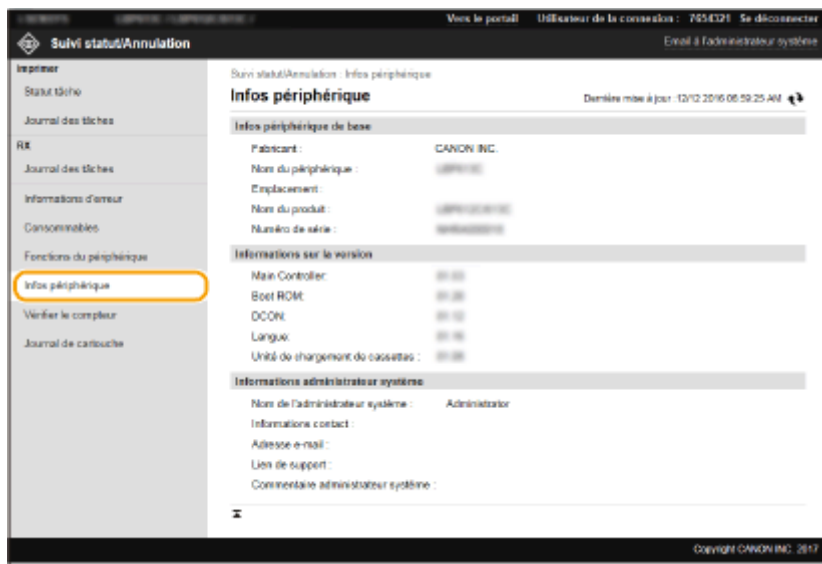 Vers le portail Utilisateur de la connexion : 7654321 Se déconnecter
Suivi statut/Annulation
Email à l'administrateur système
Imprimer
Statut tâche
Journal des tâches
RX
Journal des tâches
Informations d'erreur
Consommables
Fonctions du périphérique
Infos périphérique
Vérifier le compteur
Journal de cartouche
Suivi statut/Annulation : Infos périphérique
Infos périphérique
Dernière mise à jour :12/12 2016 06:59:25 AM
Infos périphérique de base
Fabricant : CANON INC.
Nom du périphérique :
Emplacement :
Nom du produit :
Numéro de série :
Informations sur la version
Main Controller:
Boot ROM:
DCON:
Langue:
Unité de chargement de cassettes :
Informations administrateur système
Nom de l'administrateur système : Administrator
Informations contact :
Adresse e-mail :
Lien de support :
Commentaire administrateur système :
Copyright CANON INC. 2017